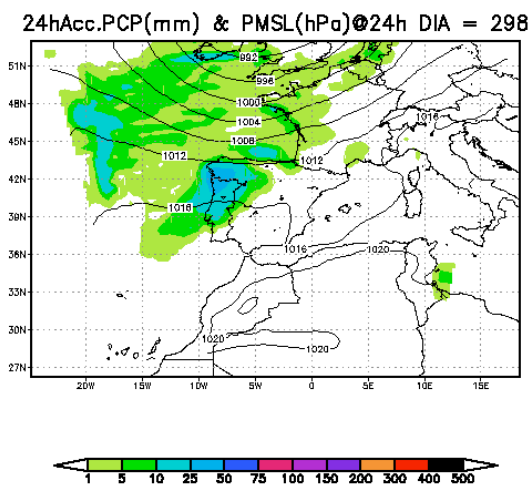 24hAcc.PCP(mm) & PMSL(hPa)@24h DIA = 298
51N
48N
45N
42N
39N
36N
33N
30N
27N
992
996
1000
1004
1008
1012
1016
1012
1016
1016
1020
1020
1020
20W 15W 10W 5W 0 5E 10E 15E
1 5 10 25 50 75 100 150 200 300 400 500